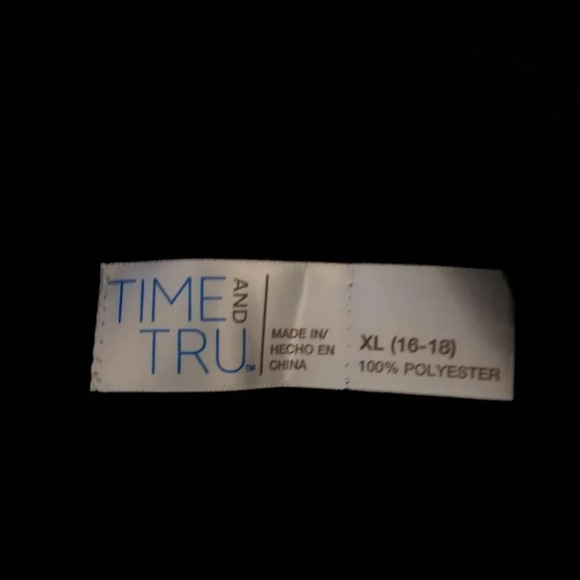 TIME AND
TRU™
MADE IN/
HECHO EN
CHINA
XL (16-18)
100% POLYESTER